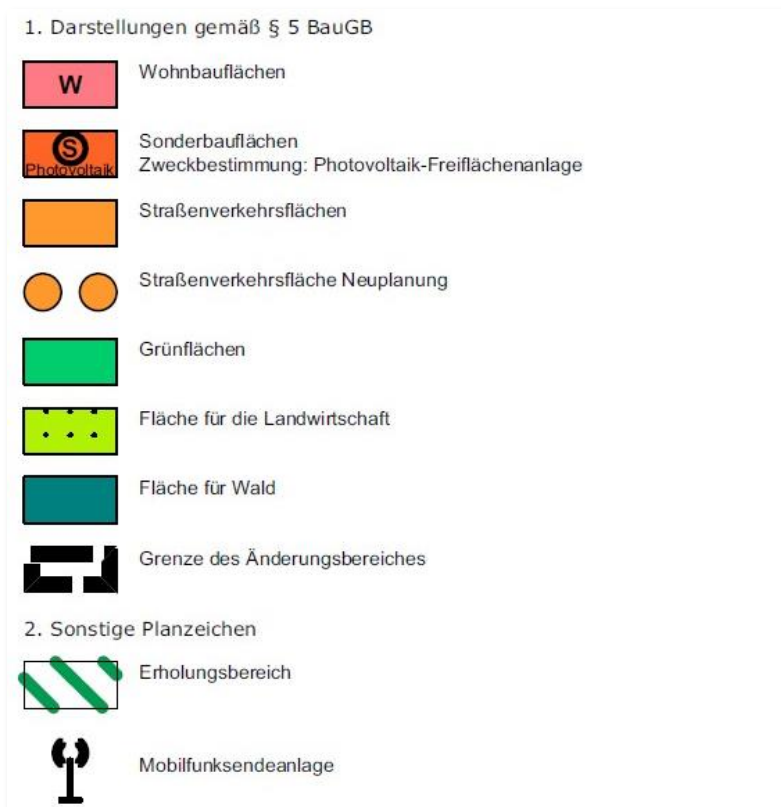 1. Darstellungen gemäß § 5 BauGB
W
Wohnbauflächen
S
Photovoltaik
Sonderbauflächen
Zweckbestimmung: Photovoltaik-Freiflächenanlage
Straßenverkehrsflächen
Straßenverkehrsfläche Neuplanung
Grünflächen
Fläche für die Landwirtschaft
Fläche für Wald
Grenze des Änderungsbereiches
2. Sonstige Planzeichen
Erholungsbereich
Mobilfunksendeanlage